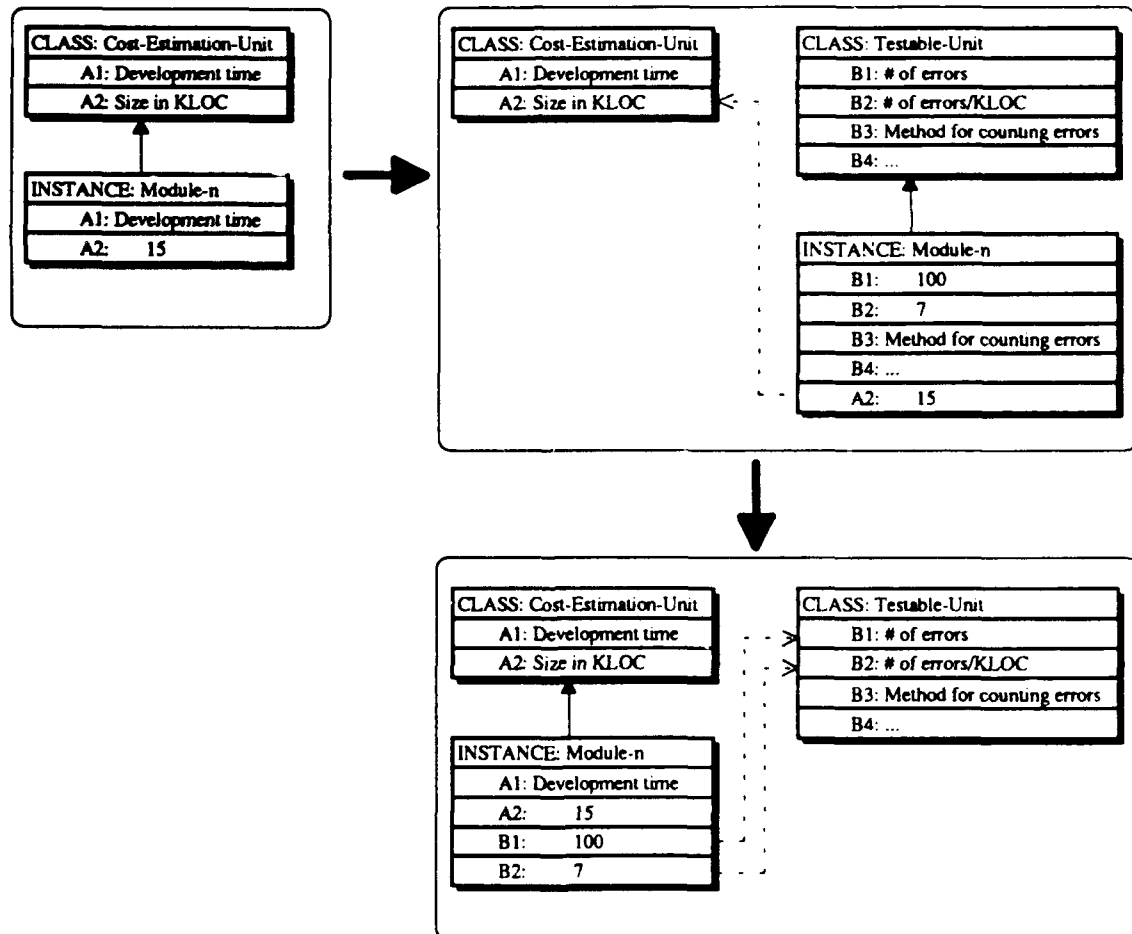 CLASS: Cost-Estimation-Unit
A1: Development time
A2: Size in KLOC
INSTANCE: Module-n
A1: Development time
A2: 15
CLASS: Cost-Estimation-Unit
A1: Development time
A2: Size in KLOC
CLASS: Testable-Unit
B1: # of errors
B2: # of errors/KLOC
B3: Method for counting errors
B4: ...
INSTANCE: Module-n
B1: 100
B2: 7
B3: Method for counting errors
B4: ...
A2: 15
CLASS: Cost-Estimation-Unit
A1: Development time
A2: Size in KLOC
INSTANCE: Module-n
A1: Development time
A2: 15
B1: 100
B2: 7
CLASS: Testable-Unit
B1: # of errors
B2: # of errors/KLOC
B3: Method for counting errors
B4: ...